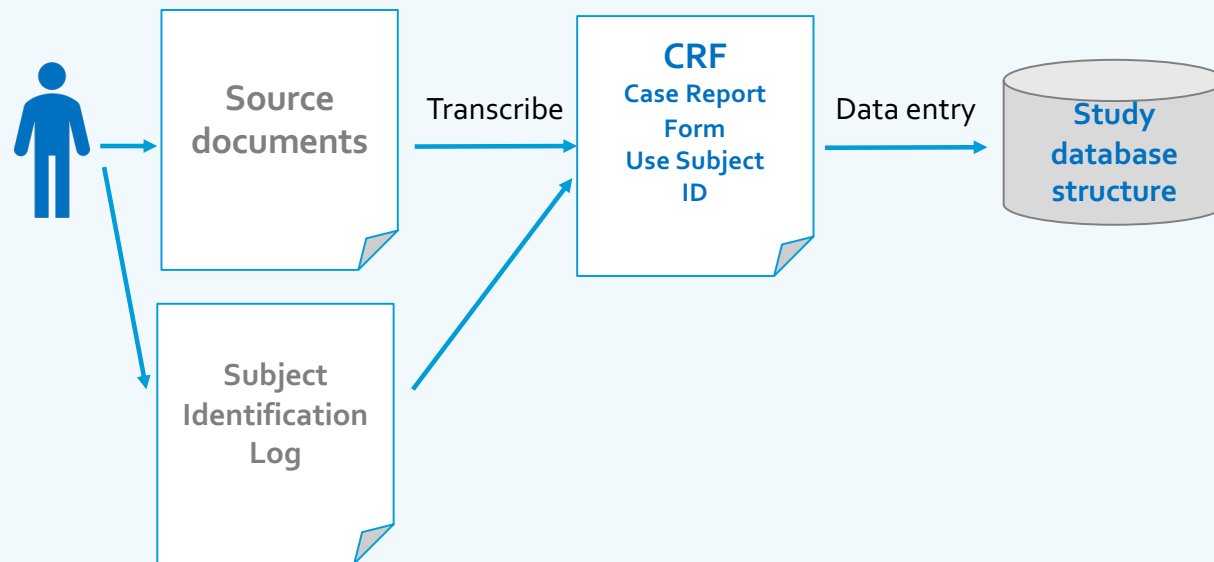 Source
documents
Transcribe
CRF
Case Report
Form
Use Subject
ID
Data entry
Study
database
structure
Subject
Identification
Log